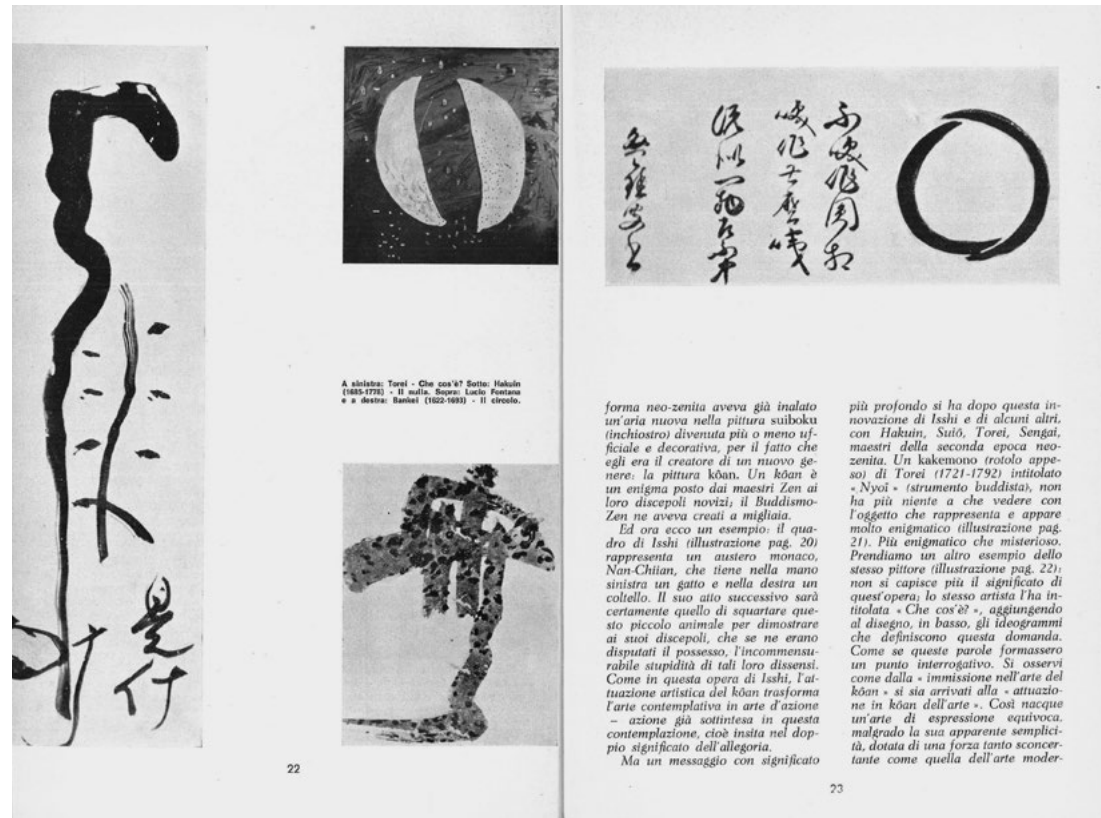 是什
A sinistra: Torei - Che cos'è? Sotto: Hakuin
(1685-1778) - Il nulla. Sopra: Lucio Fontana
e a destra: Bankei (1622-1693) - Il circolo.
22
forma neo-zenita aveva già inalato
un'aria nuova nella pittura suiboku
(inchiostro) divenuta più o meno uf-
ficiale e decorativa, per il fatto che
egli era il creatore di un nuovo ge-
nere: la pittura kôan. Un kôan è
un enigma posto dai maestri Zen ai
loro discepoli novizi; il Buddismo-
Zen ne aveva creati a migliaia.
Ed ora ecco un esempio: il qua-
dro di Isshi (illustrazione pag. 20)
rappresenta un austero monaco,
Nan-Chiian, che tiene nella mano
sinistra un gatto e nella destra un
coltello. Il suo atto successivo sarà
certamente quello di squartare que-
sto piccolo animale per dimostrare
ai suoi discepoli, che se ne erano
disputati il possesso, l'incommensu-
rabile stupidità di tali loro dissensi.
Come in questa opera di Isshi, l'at-
tuazione artistica del kôan trasforma
l'arte contemplativa in arte d'azione
– azione già sottintesa in questa
contemplazione, cioè insita nel dop-
pio significato dell'allegoria.
Ma un messaggio con significato
più profondo si ha dopo questa in-
novazione di Isshi e di alcuni altri,
con Hakuin, Suiô, Torei, Sengai,
maestri della seconda epoca neo-
zenita. Un kakemono (rotolo appe-
so) di Torei (1721-1792) intitolato
« Nyoï » (strumento buddista), non
ha più niente a che vedere con
l'oggetto che rappresenta e appare
molto enigmatico (illustrazione pag.
21). Più enigmatico che misterioso.
Prendiamo un altro esempio dello
stesso pittore (illustrazione pag. 22):
non si capisce più il significato di
quest'opera; lo stesso artista l'ha in-
titolata « Che cos'è? », aggiungendo
al disegno, in basso, gli ideogrammi
che definiscono questa domanda.
Come se queste parole formassero
un punto interrogativo. Si osservi
come dalla « immissione nell'arte del
kôan » si sia arrivati alla « attuazio-
ne in kôan dell'arte ». Così nacque
un'arte di espressione equivoca,
malgrado la sua apparente semplici-
tà, dotata di una forza tanto sconcer-
tante come quella dell'arte moder-
23